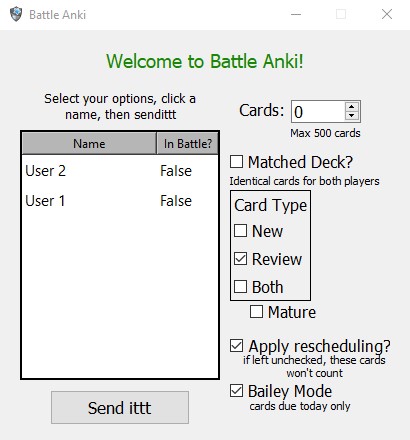 Battle Anki
Welcome to Battle Anki!
Select your options, click a
name, then sendittt
Name In Battle?
User 2 False
User 1 False
Send ittt
Cards: 0
Max 500 cards
Matched Deck?
Identical cards for both players
Card Type
New
Review
Both
Mature
Apply rescheduling?
if left unchecked, these cards
won't count
Bailey Mode
cards due today only